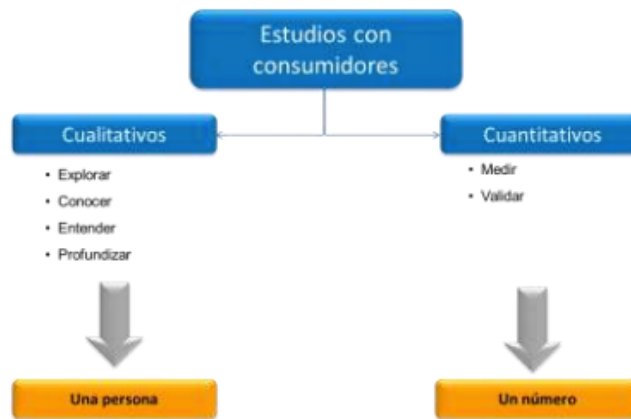 Estudios con
consumidores
Cualitativos
Cuantitativos
• Explorar
• Conocer
• Entender
• Profundizar
• Medir
• Validar
Una persona
Un número